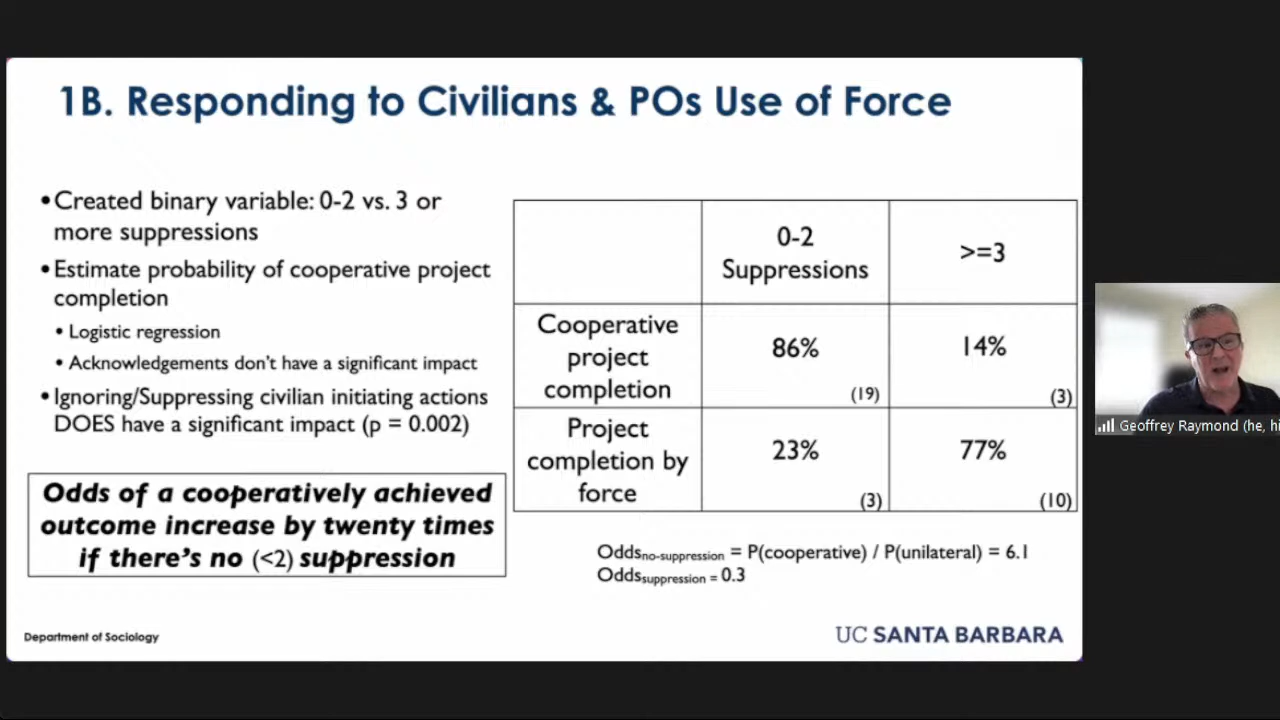 1B. Responding to Civilians & POs Use of Force
•Created binary variable: 0-2 vs. 3 or
more suppressions
•Estimate probability of cooperative project
completion
• Logistic regression
• Acknowledgements don't have a significant impact
•Ignoring/Suppressing civilian initiating actions
DOES have a significant impact (p = 0.002)
Odds of a cooperatively achieved
outcome increase by twenty times
if there's no (<2) suppression
0-2
Suppressions
>=3
Cooperative
project
completion
86%
(19)
14%
(3)
Project
completion by
force
23%
(3)
77%
(10)
Oddsno-suppression = P(cooperative) / P(unilateral) = 6.1
Oddssuppression = 0.3
Department of Sociology
UC SANTA BARBARA
Geoffrey Raymond (he, hi